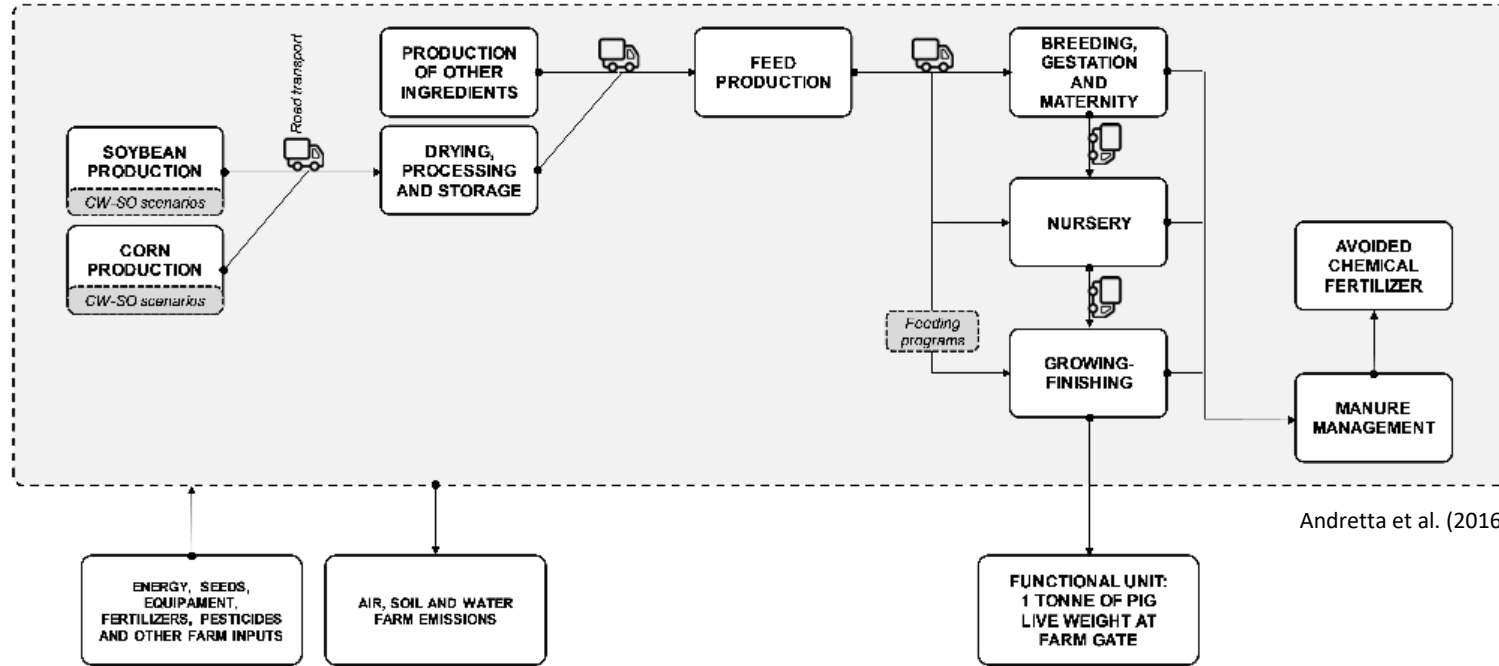 Road transport
PRODUCTION
OF OTHER
INGREDIENTS
FEED
PRODUCTION
BREEDING,
GESTATION
AND
MATERNITY
SOYBEAN
PRODUCTION
CW-SO scenarios
DRYING,
PROCESSING
AND STORAGE
CORN
PRODUCTION
CW-SO scenarios
NURSERY
AVOIDED
CHEMICAL
FERTILIZER
Feeding
programs
GROWING-
FINISHING
MANURE
MANAGEMENT
Andretta et al. (2016
ENERGY, SEEDS,
EQUIPAMENT,
FERTILIZERS, PESTICIDES
AND OTHER FARM INPUTS
AIR, SOIL AND WATER
FARM EMISSIONS
FUNCTIONAL UNIT:
1 TONNE OF PIG
LIVE WEIGHT AT
FARM GATE